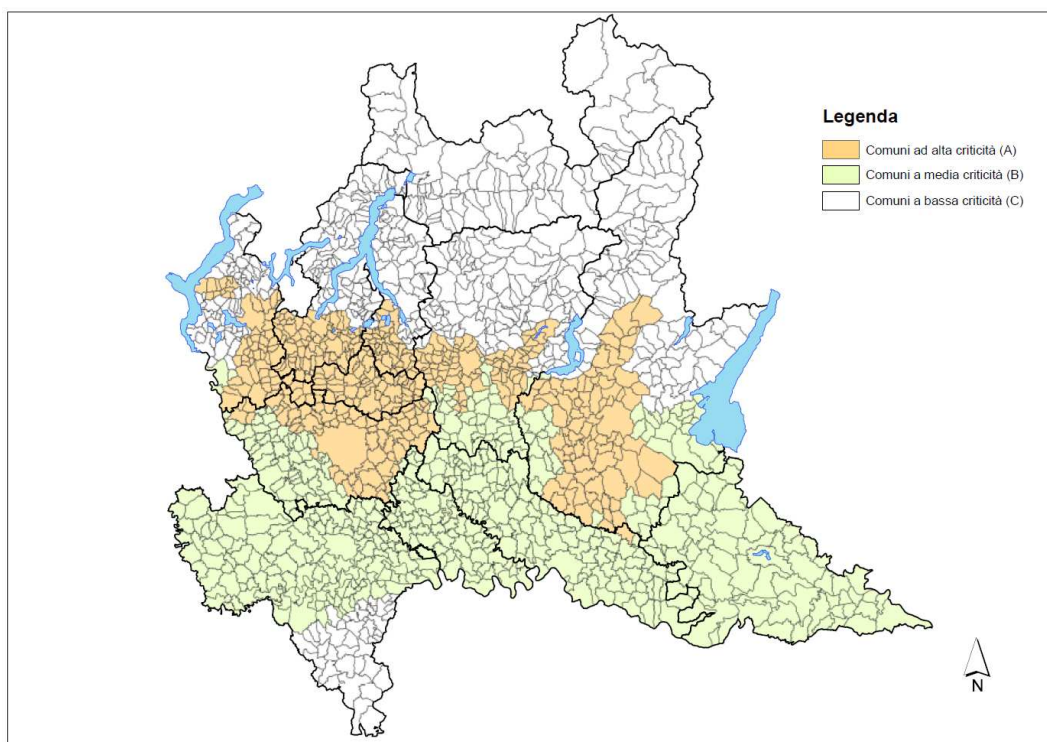 Legenda
Comuni ad alta criticità (A)
Comuni a media criticità (B)
Comuni a bassa criticità (C)
N